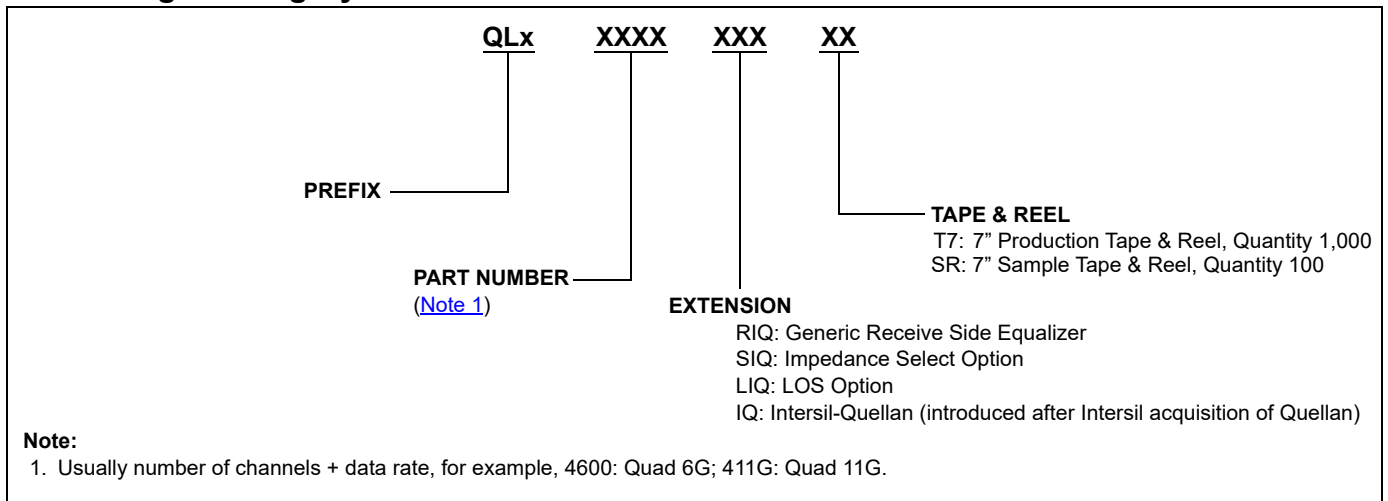 QLx XXXX XXX XX
PREFIX
TAPE & REEL
T7: 7” Production Tape & Reel, Quantity 1,000
SR: 7” Sample Tape & Reel, Quantity 100
PART NUMBER
(Note 1)
EXTENSION
RIQ: Generic Receive Side Equalizer
SIQ: Impedance Select Option
LIQ: LOS Option
IQ: Intersil-Quellan (introduced after Intersil acquisition of Quellan)
Note:
1. Usually number of channels + data rate, for example, 4600: Quad 6G; 411G: Quad 11G.